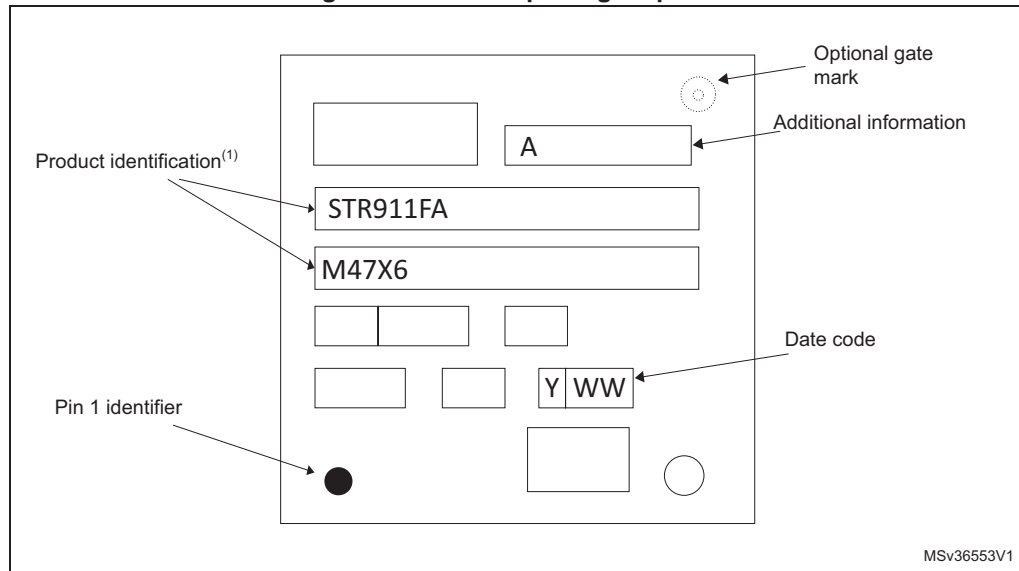 Optional gate
mark
Additional information
A
Product identification(1)
STR911FA
M47X6
Date code
Y WW
Pin 1 identifier
MSv36553V1